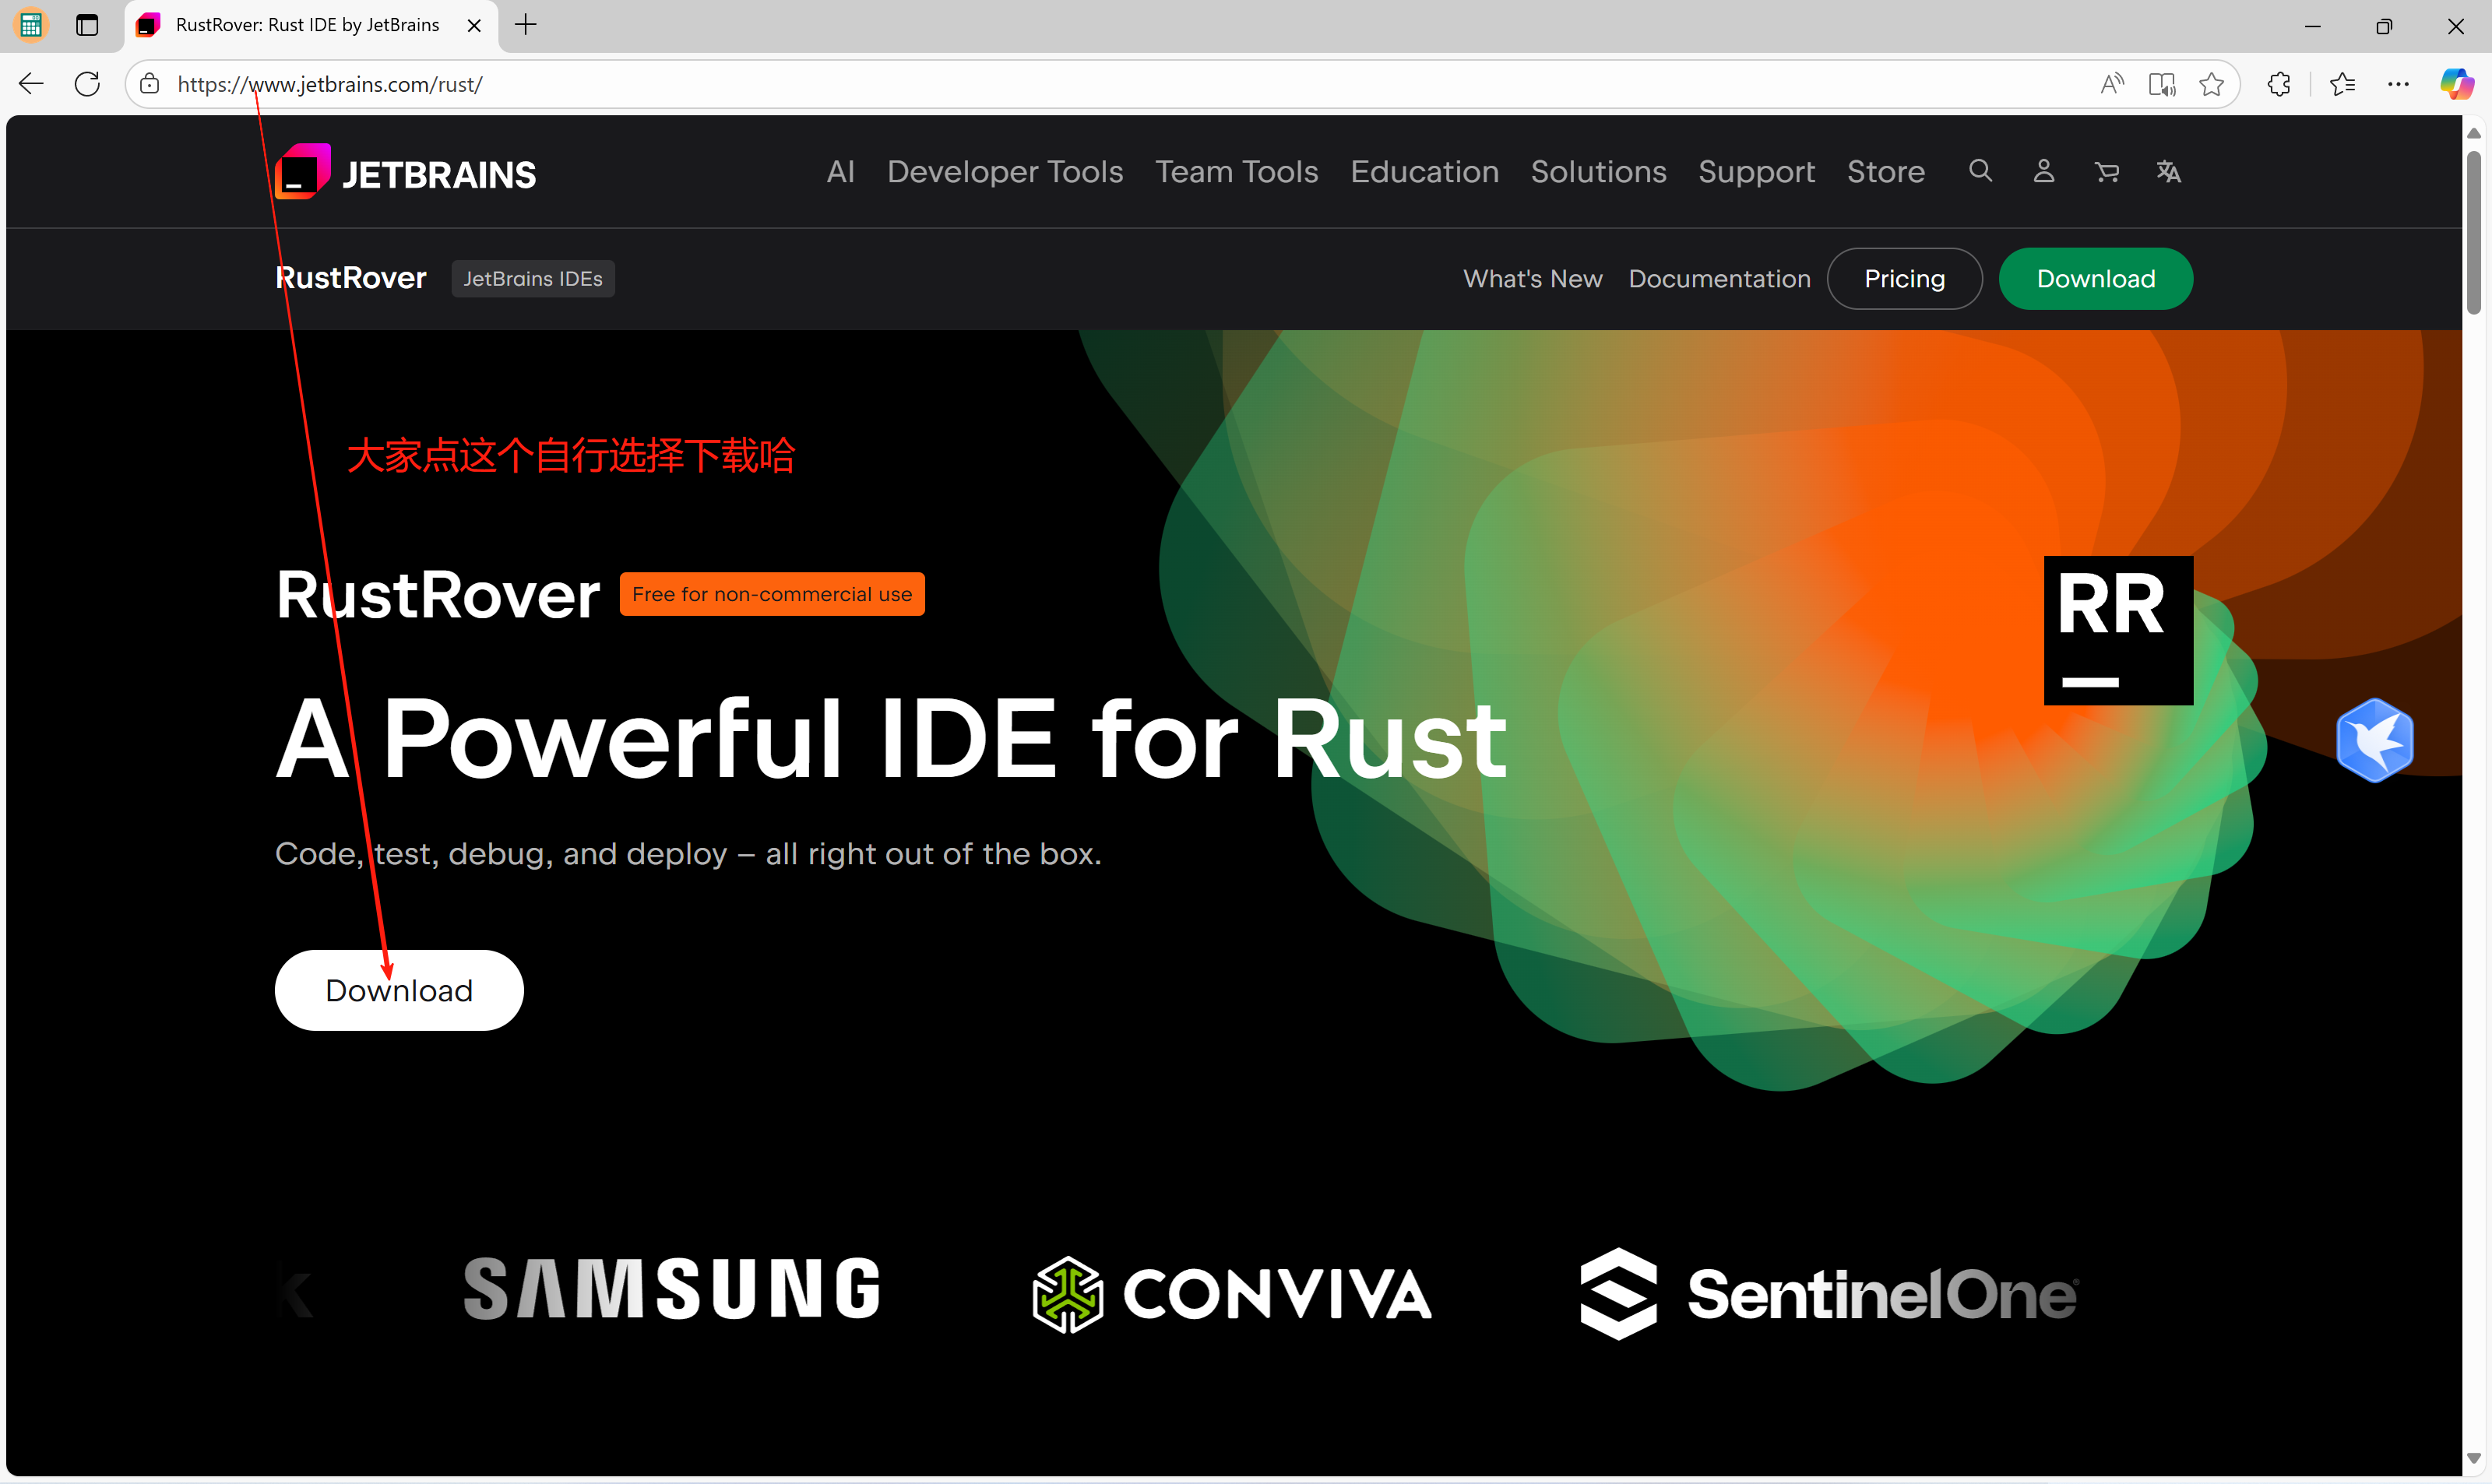 RustRover: Rust IDE by JetBrains
https://www.jetbrains.com/rust/
JETBRAINS
AI Developer Tools Team Tools Education Solutions Support Store
RustRover JetBrains IDEs What's New Documentation Pricing Download
大家点这个自行选择下载哈
RustRover Free for non-commercial use
RR
A Powerful IDE for Rust
Code, test, debug, and deploy – all right out of the box.
Download
k SAMSUNG CONVIVA SentinelOne